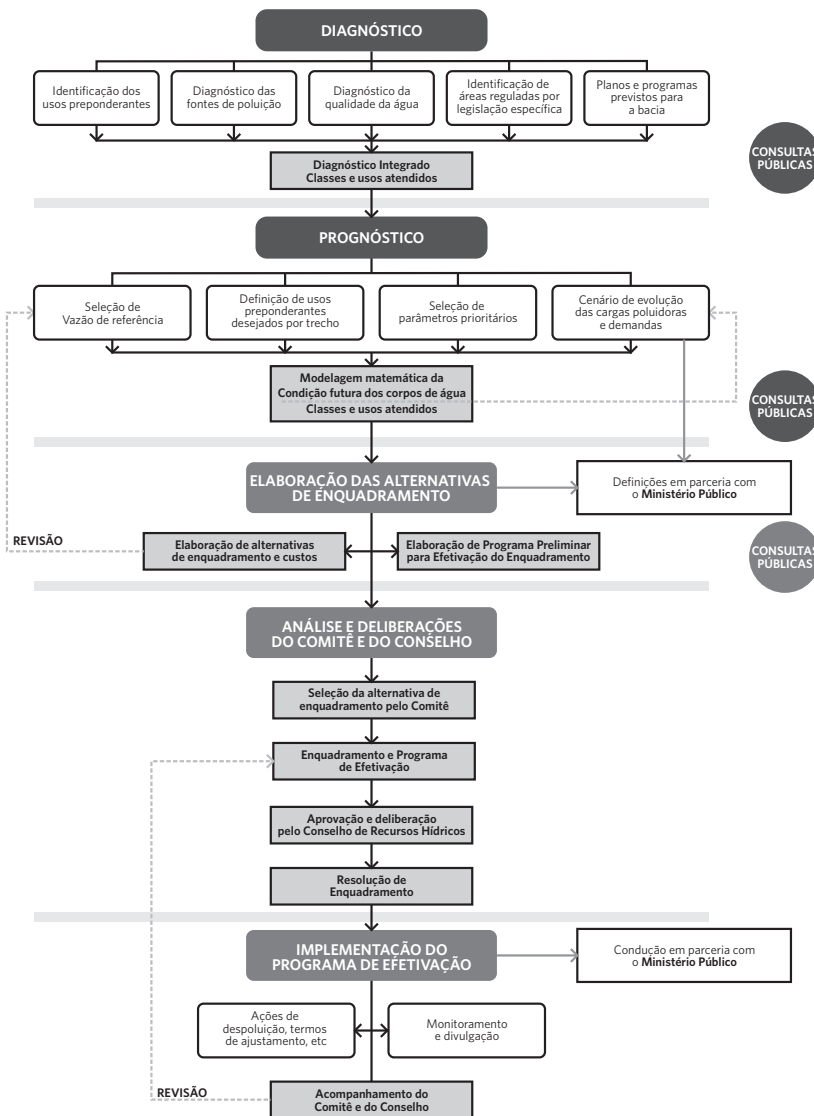 DIAGNÓSTICO
Identificação dos
usos preponderantes
Diagnóstico das
fontes de poluição
Diagnóstico da
qualidade da água
Identificação de
áreas reguladas por
legislação específica
Planos e programas
previstos para
a bacia
CONSULTAS
PÚBLICAS
Diagnóstico Integrado
Classes e usos atendidos
PROGNÓSTICO
Seleção de
Vazão de referência
Definição de usos
preponderantes
desejados por trecho
Seleção de
parâmetros prioritários
Cenário de evolução
das cargas poluidoras
e demandas
Modelagem matemática da
Condição futura dos corpos de água
Classes e usos atendidos
CONSULTAS
PÚBLICAS
ELABORAÇÃO DAS ALTERNATIVAS
DE ENQUADRAMENTO
Definições em parceria com
o Ministério Público
REVISÃO
Elaboração de alternativas
de enquadramento e custos
Elaboração de Programa Preliminar
para Efetivação do Enquadramento
CONSULTAS
PÚBLICAS
ANÁLISE E DELIBERAÇÕES
DO COMITÊ E DO CONSELHO
Seleção da alternativa de
enquadramento pelo Comitê
Enquadramento e Programa
de Efetivação
Aprovação e deliberação
pelo Conselho de Recursos Hídricos
Resolução de
Enquadramento
IMPLEMENTAÇÃO DO
PROGRAMA DE EFETIVAÇÃO
Condução em parceria com
o Ministério Público
Ações de
despoluição, termos
de ajustamento, etc
Monitoramento
e divulgação
REVISÃO
Acompanhamento do
Comitê e do Conselho